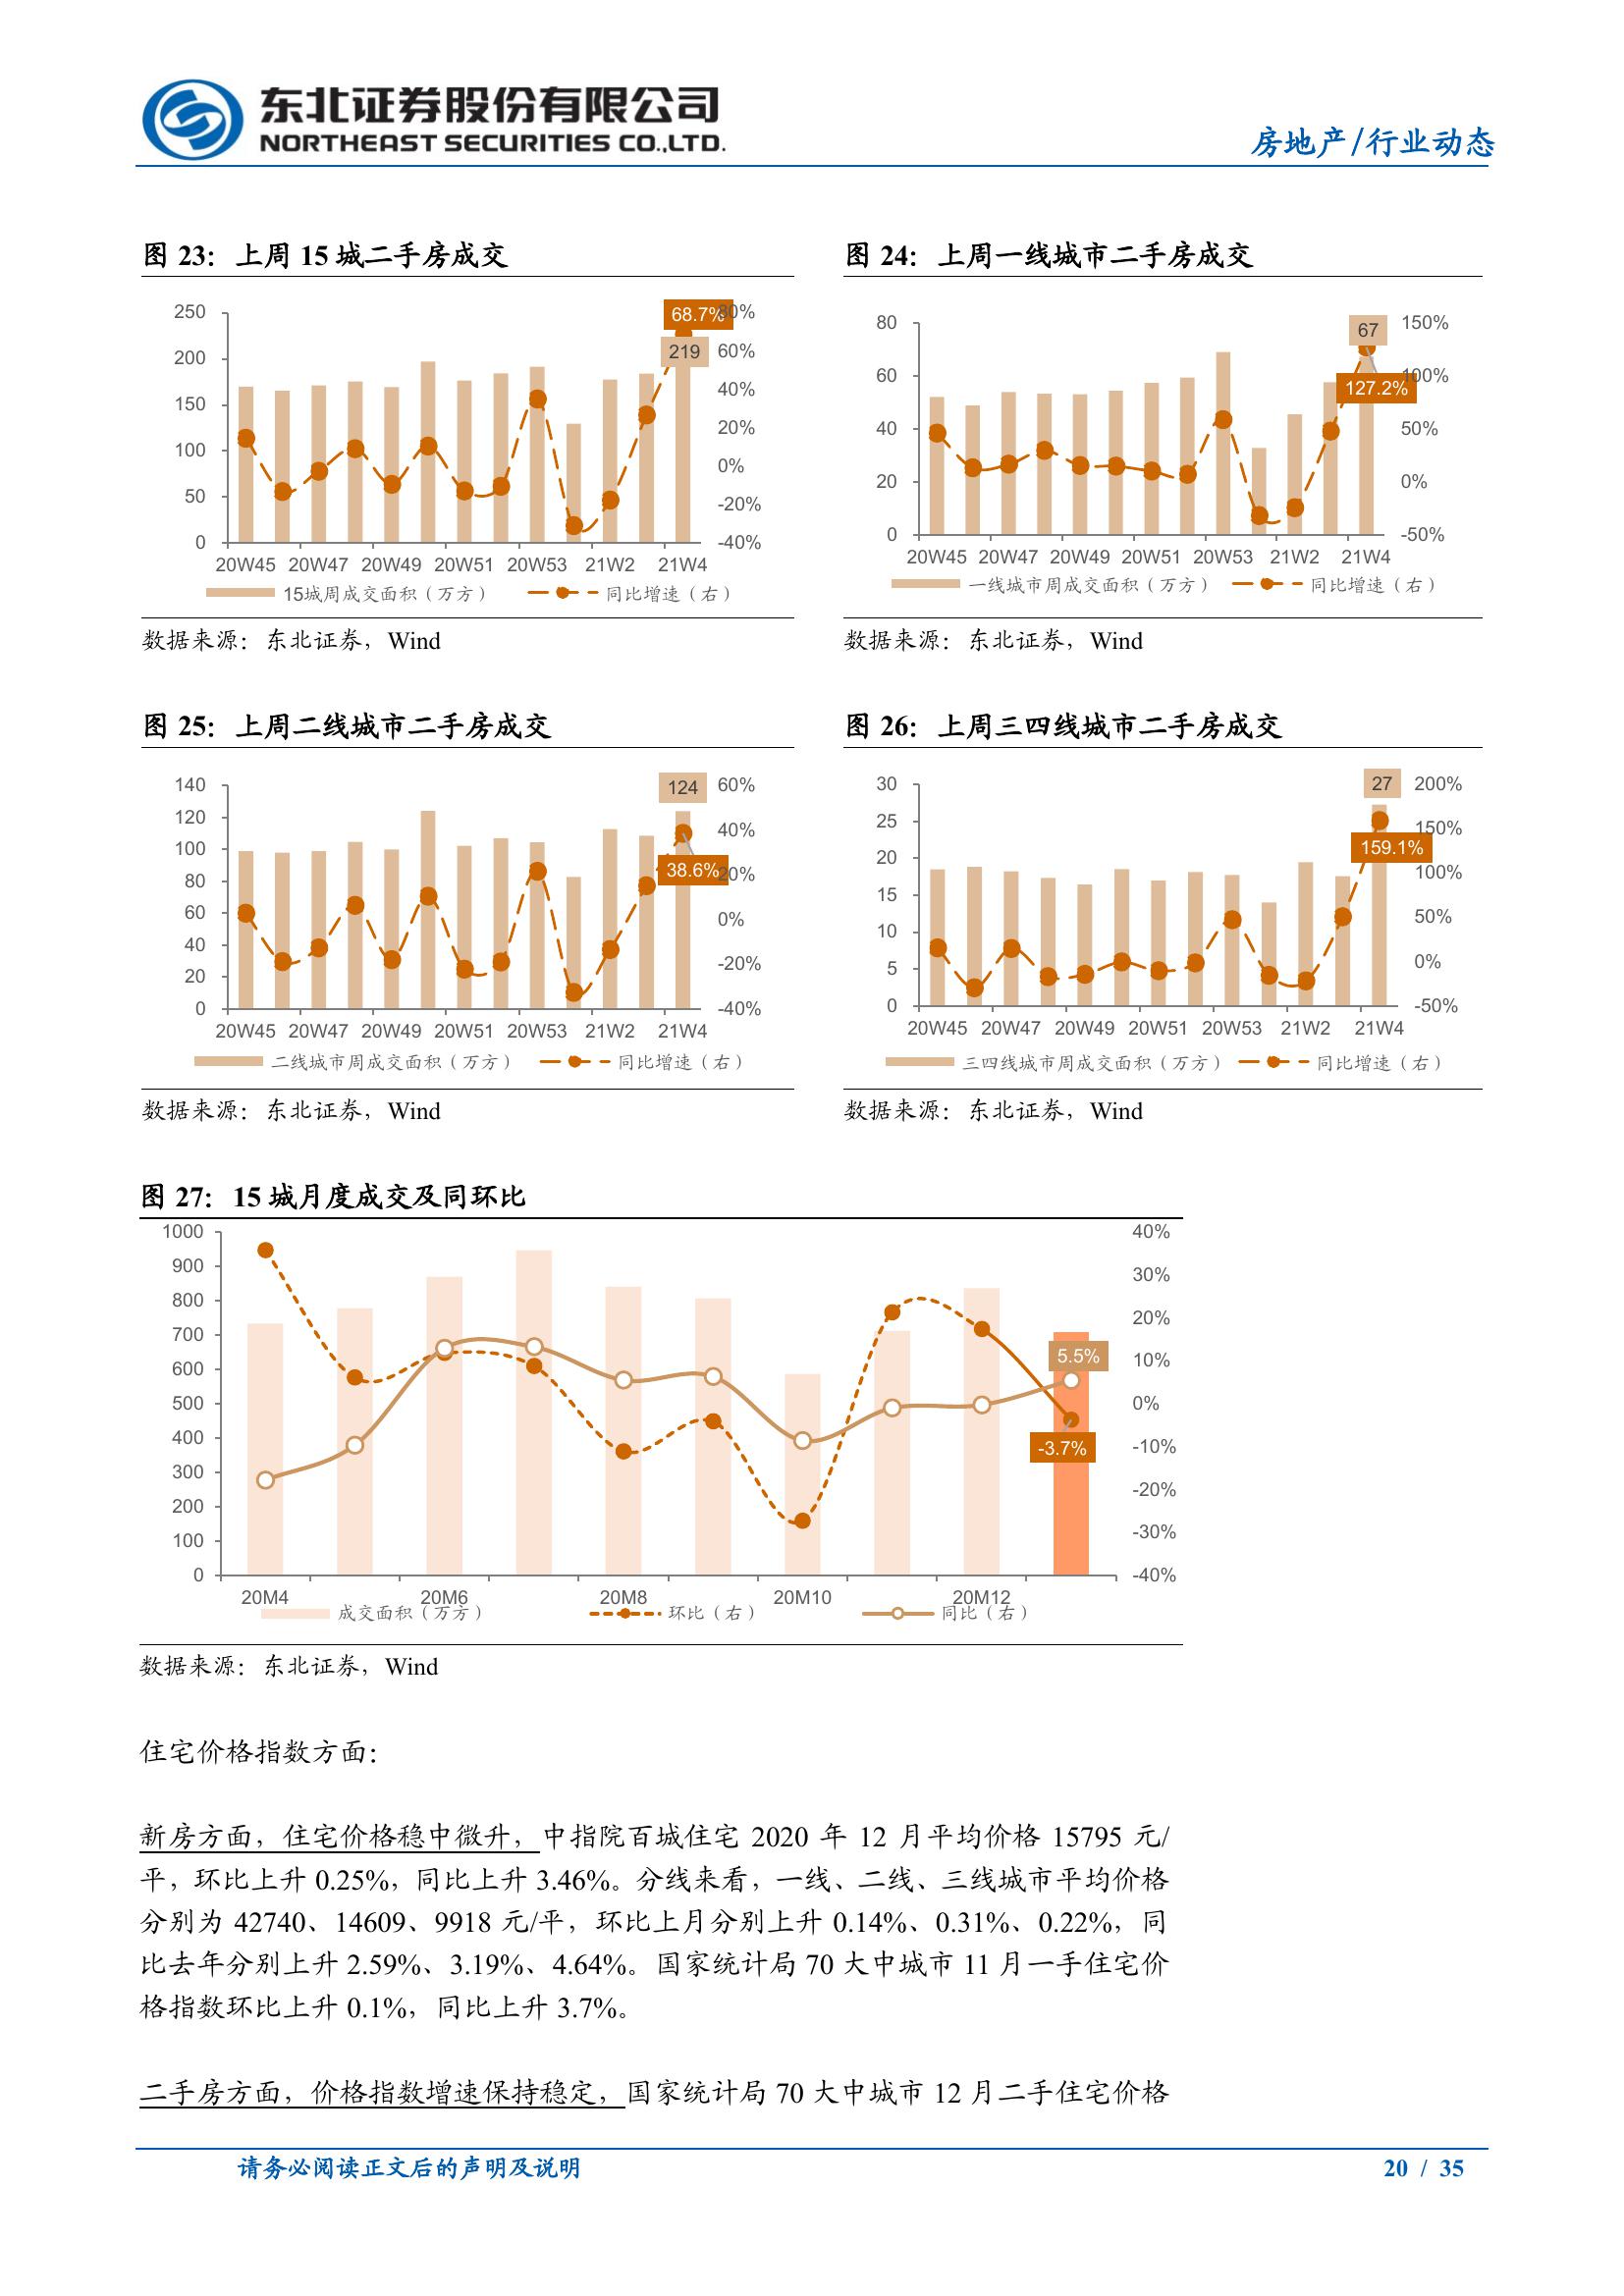 东北证券股份有限公司
NORTHEAST SECURITIES CO.,LTD.
房地产/行业动态
图 23：上周 15 城二手房成交
250
200
150
100
50
0
68.7%
219
80%
60%
40%
20%
0%
-20%
-40%
20W45 20W47 20W49 20W51 20W53 21W2 21W4
15城周成交面积（万方） 同比增速（右）
数据来源：东北证券，Wind
图 24：上周一线城市二手房成交
80
60
40
20
0
67
127.2%
150%
100%
50%
0%
-50%
20W45 20W47 20W49 20W51 20W53 21W2 21W4
一线城市周成交面积（万方） 同比增速（右）
数据来源：东北证券，Wind
图 25：上周二线城市二手房成交
140
120
100
80
60
40
20
0
124
38.6%
60%
40%
20%
0%
-20%
-40%
20W45 20W47 20W49 20W51 20W53 21W2 21W4
二线城市周成交面积（万方） 同比增速（右）
数据来源：东北证券，Wind
图 26：上周三四线城市二手房成交
30
25
20
15
10
5
0
27
159.1%
200%
150%
100%
50%
0%
-50%
20W45 20W47 20W49 20W51 20W53 21W2 21W4
三四线城市周成交面积（万方） 同比增速（右）
数据来源：东北证券，Wind
图 27：15 城月度成交及同环比
1000
900
800
700
600
500
400
300
200
100
0
5.5%
-3.7%
40%
30%
20%
10%
0%
-10%
-20%
-30%
-40%
20M4 20M6 20M8 20M10 20M12
成交面积（万方） 环比（右） 同比（右）
数据来源：东北证券，Wind
住宅价格指数方面：
新房方面，住宅价格稳中微升，中指院百城住宅 2020 年 12 月平均价格 15795 元/
平，环比上升 0.25%，同比上升 3.46%。分线来看，一线、二线、三线城市平均价格
分别为 42740、14609、9918 元/平，环比上月分别上升 0.14%、0.31%、0.22%，同
比去年分别上升 2.59%、3.19%、4.64%。国家统计局 70 大中城市 11 月一手住宅价
格指数环比上升 0.1%，同比上升 3.7%。
二手房方面，价格指数增速保持稳定，国家统计局 70 大中城市 12 月二手住宅价格
请务必阅读正文后的声明及说明
20 / 35